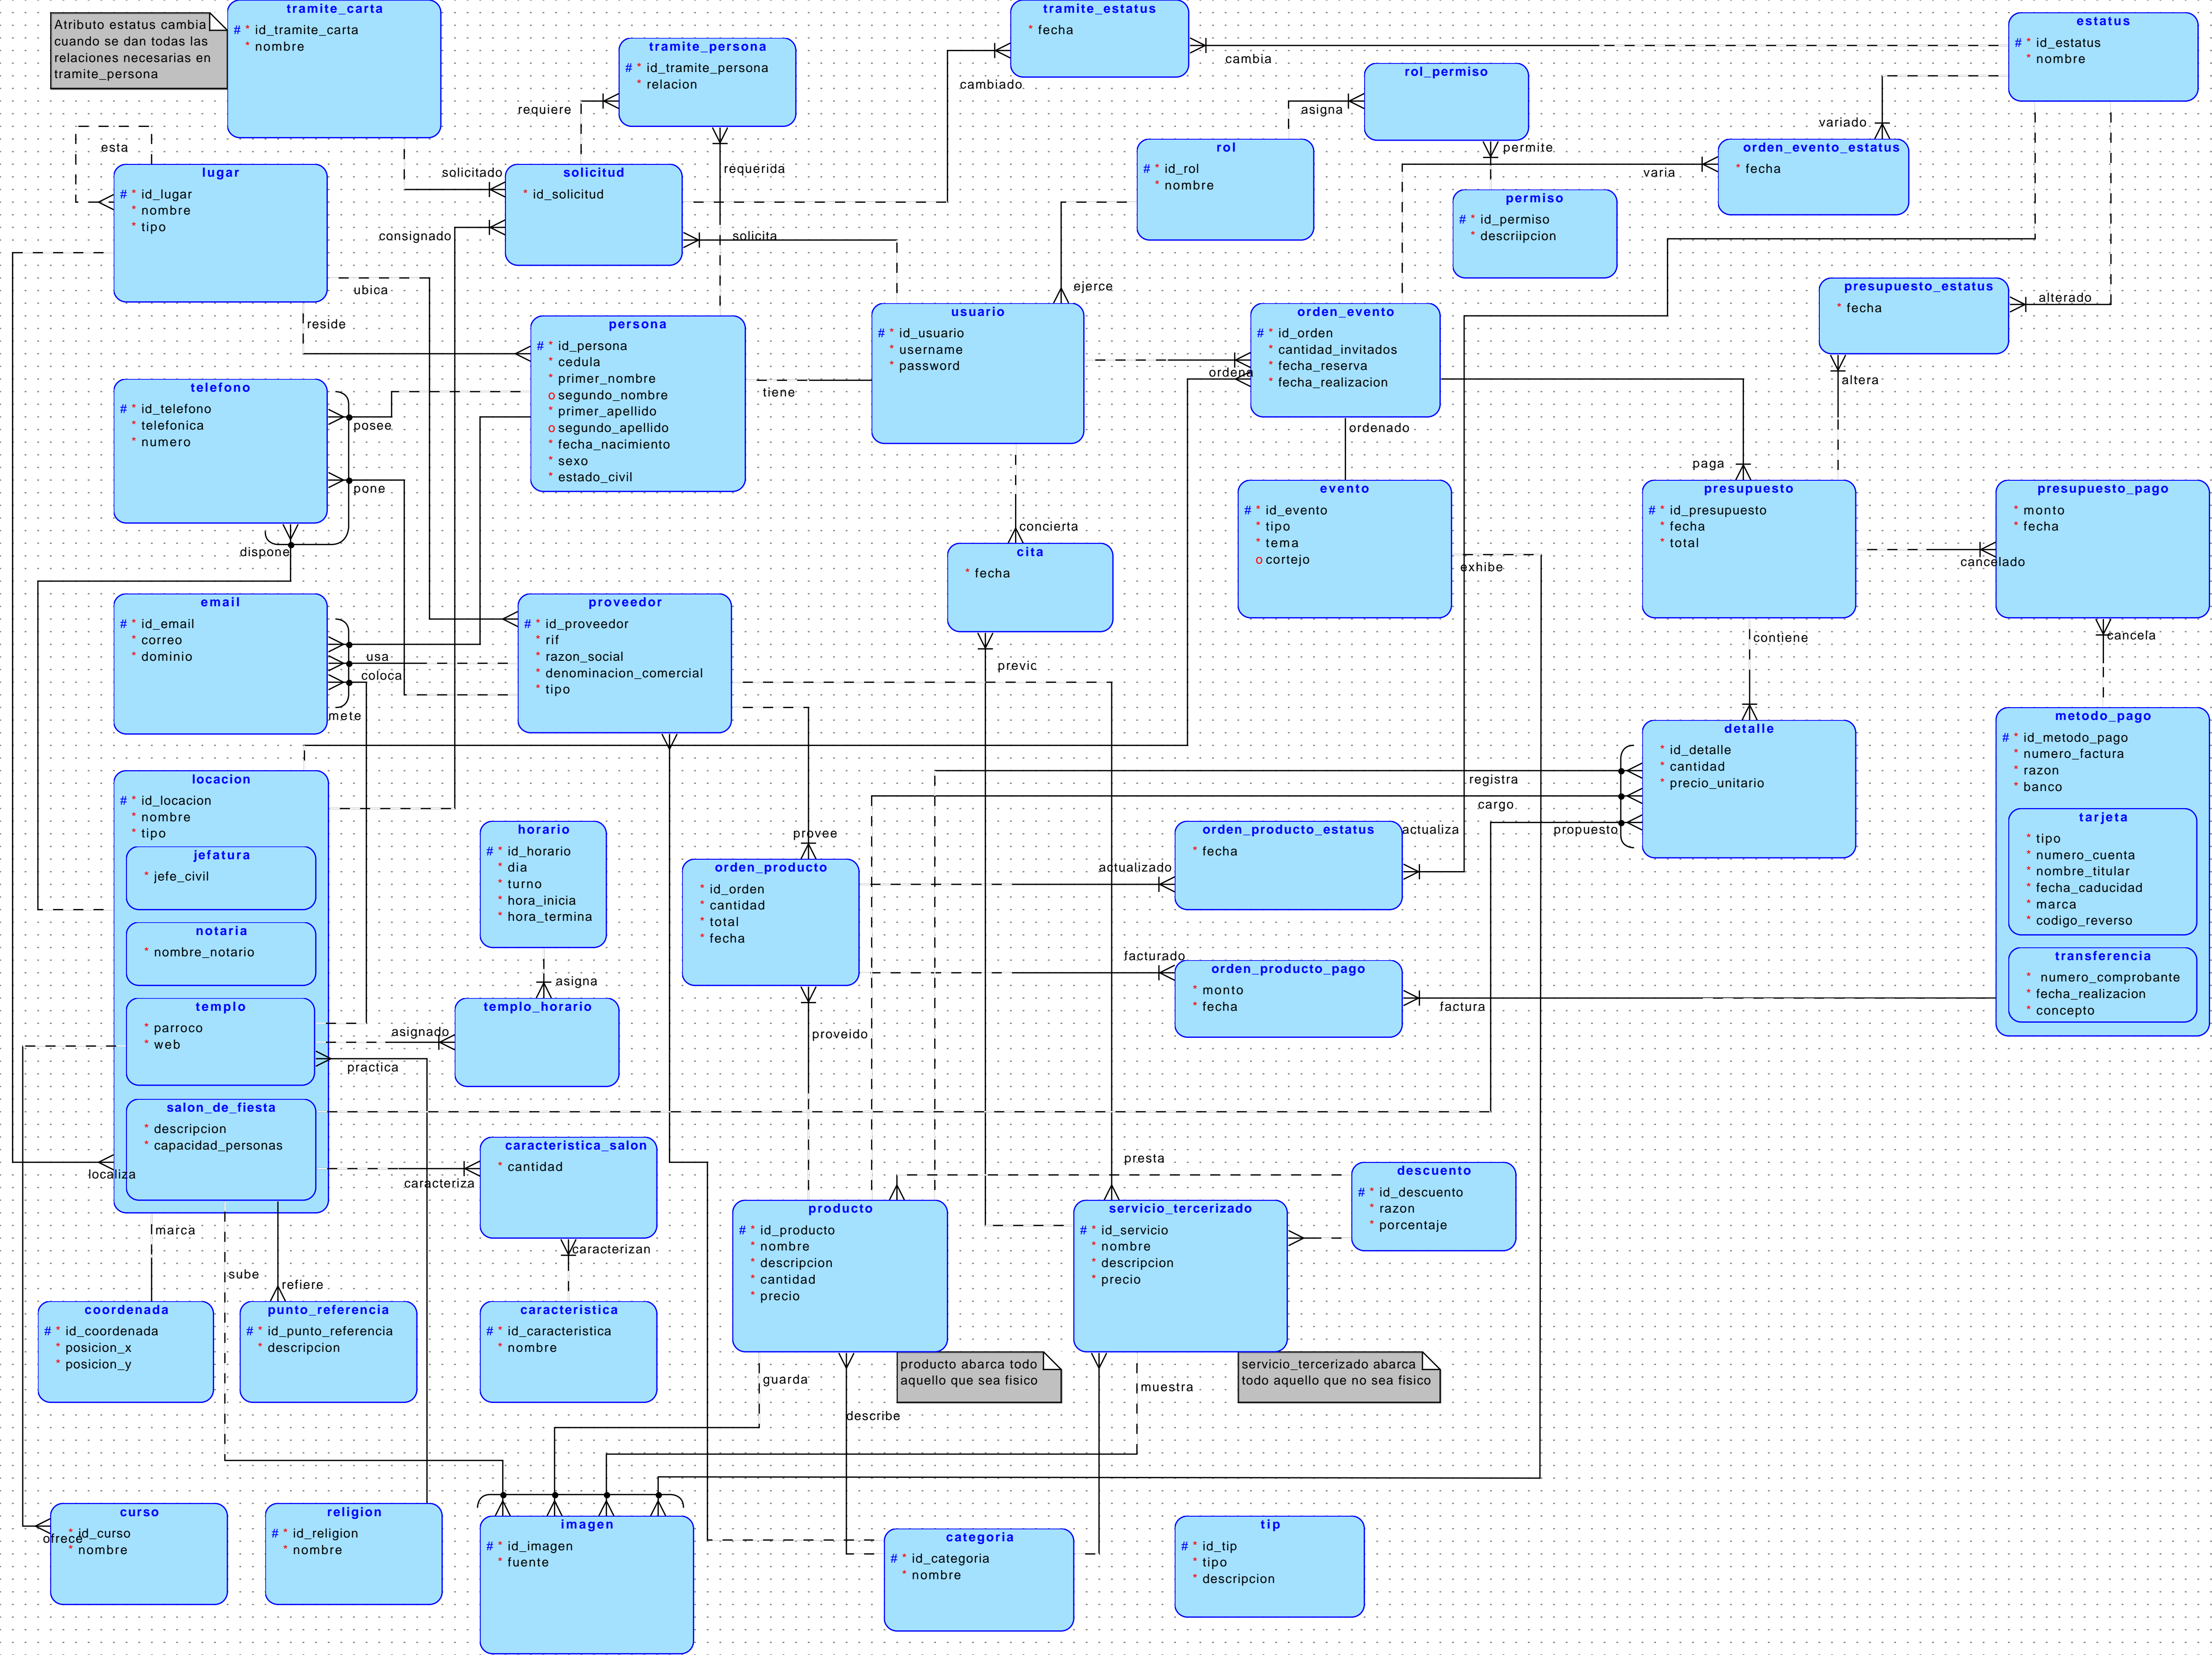 Atributo estatus cambia
cuando se dan todas las
relaciones necesarias en
tramite_persona
tramite_carta
# * id_tramite_carta
* nombre
tramite_persona
# * id_tramite_persona
* relacion
tramite_estatus
* fecha
estatus
# * id_estatus
* nombre
cambia
cambiado
requiere
requerida
rol_permiso
asigna
permite
rol
# * id_rol
* nombre
permiso
# * id_permiso
* descriipcion
variado
varia
orden_evento_estatus
* fecha
esta
lugar
# * id_lugar
* nombre
* tipo
solicitado
solicitud
* id_solicitud
consignado
solicita
ubica
reside
ejerce
persona
# * id_persona
* cedula
* primer_nombre
o segundo_nombre
* primer_apellido
o segundo_apellido
* fecha_nacimiento
* sexo
* estado_civil
tiene
usuario
# * id_usuario
* username
* password
ordena
orden_evento
# * id_orden
* cantidad_invitados
* fecha_reserva
* fecha_realizacion
ordenado
presupuesto_estatus
* fecha
alterado
altera
telefono
# * id_telefono
* telefonica
* numero
posee
pone
dispone
concierta
cita
* fecha
previc
evento
# * id_evento
* tipo
* tema
o cortejo
exhibe
paga
presupuesto
# * id_presupuesto
* fecha
* total
contiene
cancelado
presupuesto_pago
* monto
* fecha
cancela
email
# * id_email
* correo
* dominio
usa
coloca
mete
proveedor
# * id_proveedor
* rif
* razon_social
* denominacion_comercial
* tipo
detalle
* id_detalle
* cantidad
* precio_unitario
registra
cargo
propuesto
metodo_pago
# * id_metodo_pago
* numero_factura
* razon
* banco
tarjeta
* tipo
* numero_cuenta
* nombre_titular
* fecha_caducidad
* marca
* codigo_reverso
transferencia
* numero_comprobante
* fecha_realizacion
* concepto
locacion
# * id_locacion
* nombre
* tipo
jefatura
* jefe_civil
notaria
* nombre_notario
templo
* parroco
* web
salon_de_fiesta
* descripcion
* capacidad_personas
localiza
horario
# * id_horario
* dia
* turno
* hora_inicia
* hora_termina
asigna
templo_horario
asignado
practica
provee
orden_producto
* id_orden
* cantidad
* total
* fecha
proveido
actualizado
orden_producto_estatus
* fecha
actualiza
facturado
orden_producto_pago
* monto
* fecha
factura
caracteriza
caracteristica_salon
* cantidad
caracterizan
caracteristica
# * id_caracteristica
* nombre
marca
sube
refiere
coordenada
# * id_coordenada
* posicion_x
* posicion_y
punto_referencia
# * id_punto_referencia
* descripcion
presta
producto
# * id_producto
* nombre
* descripcion
* cantidad
* precio
servicio_tercerizado
# * id_servicio
* nombre
* descripcion
* precio
descuento
# * id_descuento
* razon
* porcentaje
producto abarca todo
aquello que sea fisico
servicio_tercerizado abarca
todo aquello que no sea fisico
guarda
describe
muestra
ofrece
curso
* id_curso
* nombre
religion
# * id_religion
* nombre
imagen
# * id_imagen
* fuente
categoria
# * id_categoria
* nombre
tip
# * id_tip
* tipo
* descripcion